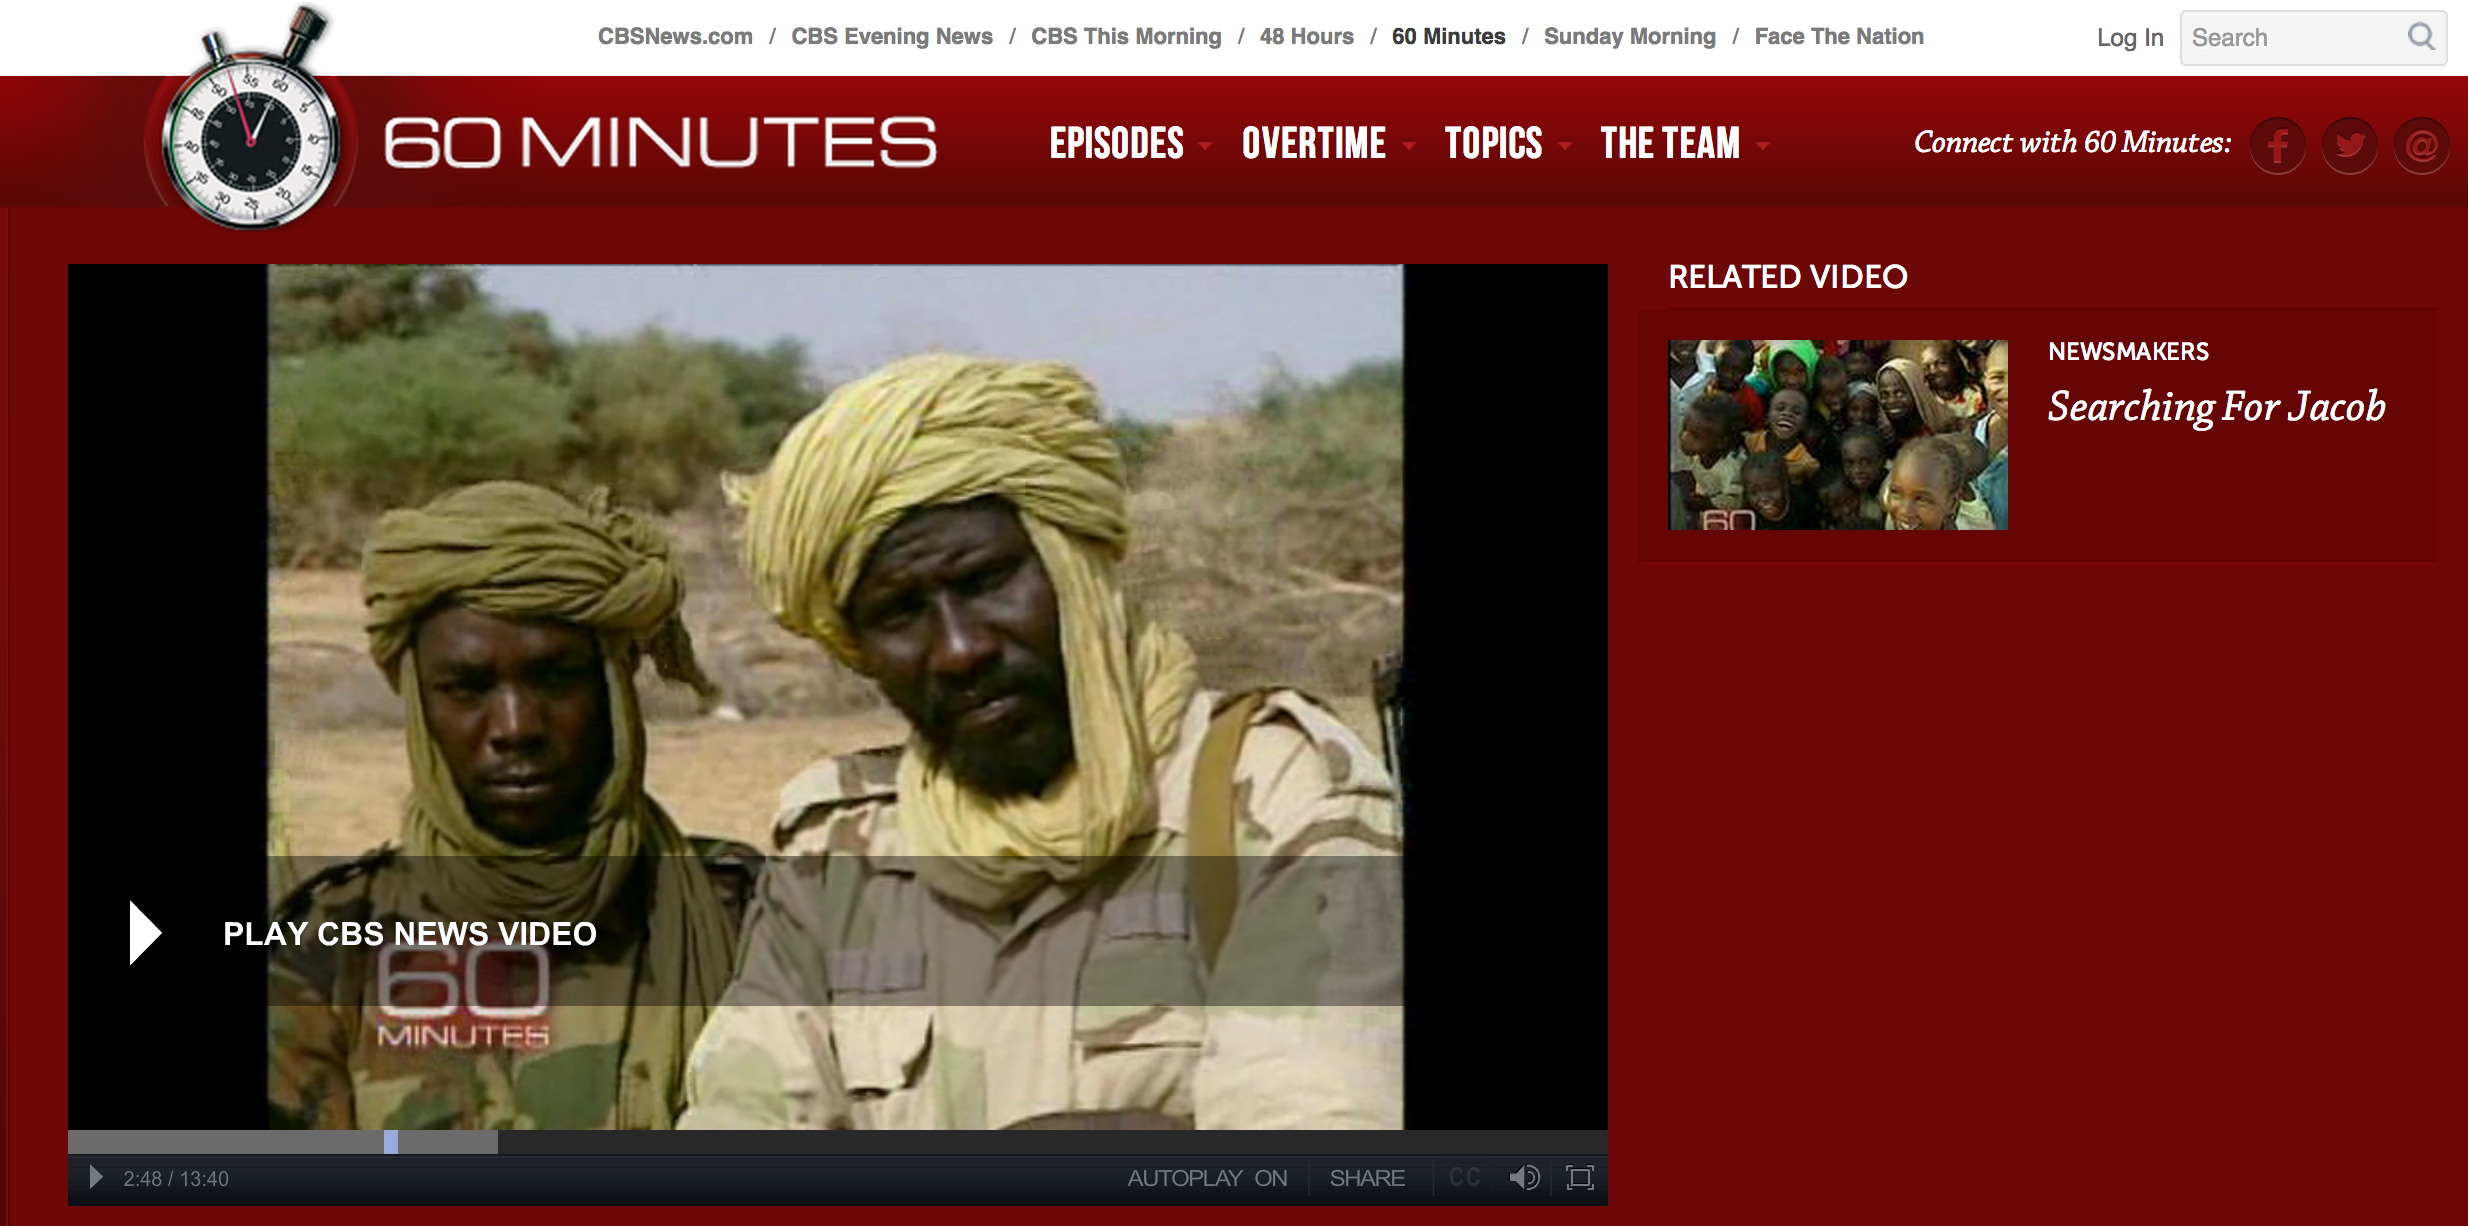 CBSNews.com / CBS Evening News / CBS This Morning / 48 Hours / 60 Minutes / Sunday Morning / Face The Nation
Log In
Search
60 MINUTES
EPISODES
OVERTIME
TOPICS
THE TEAM
Connect with 60 Minutes:
RELATED VIDEO
NEWSMAKERS
Searching For Jacob
60
PLAY CBS NEWS VIDEO
60
MINUTES
2:48 / 13:40
AUTOPLAY ON
SHARE
CC